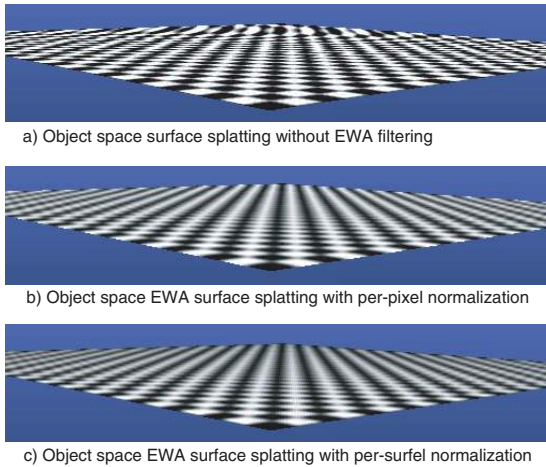 a) Object space surface splatting without EWA filtering
b) Object space EWA surface splatting with per-pixel normalization
c) Object space EWA surface splatting with per-surfel normalization